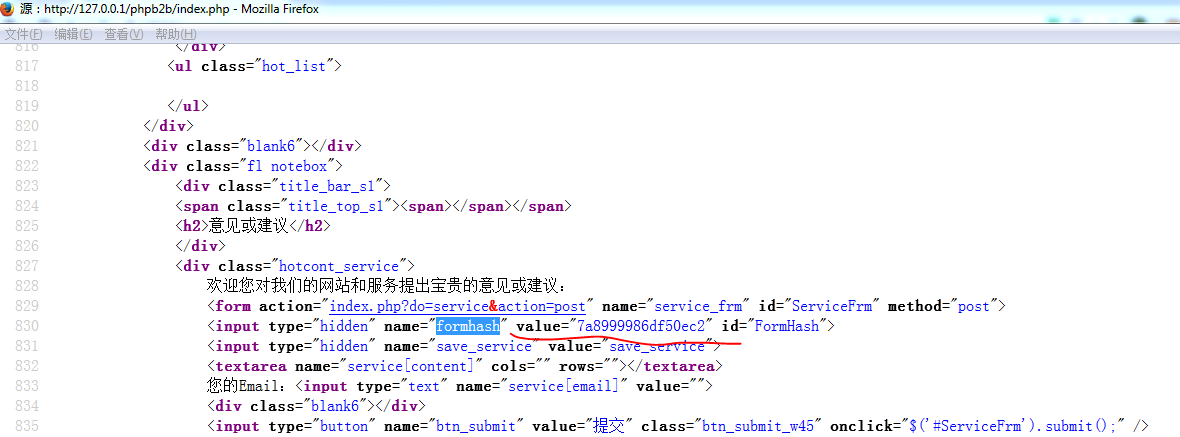 源：http://127.0.0.1/phpb2b/index.php - Mozilla Firefox
文件(F) 编辑(E) 查看(V) 帮助(H)
816 </div>
817 <ul class="hot_list">
818
819 </ul>
820 </div>
821 <div class="blank6"></div>
822 <div class="fl notebox">
823 <div class="title_bar_s1">
824 <span class="title_top_s1"><span></span></span>
825 <h2>意见或建议</h2>
826 </div>
827 <div class="hotcont_service">
828 欢迎您对我们的网站和服务提出宝贵的意见或建议：
829 <form action="index.php?do=service&action=post" name="service_frm" id="ServiceFrm" method="post">
830 <input type="hidden" name="formhash" value="7a8999986df50ec2" id="FormHash">
831 <input type="hidden" name="save_service" value="save_service">
832 <textarea name="service[content]" cols="" rows=""></textarea>
833 您的Email：<input type="text" name="service[email]" value="">
834 <div class="blank6"></div>
835 <input type="button" name="btn_submit" value="提交" class="btn_submit_w45" onclick="$('#ServiceFrm').submit();" />